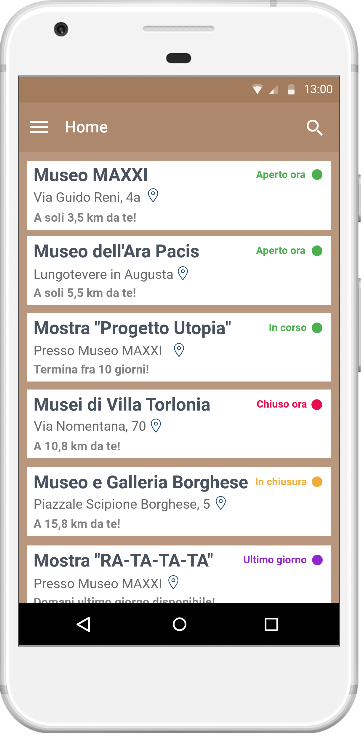 13:00
Home
Museo MAXXI
Aperto ora
Via Guido Reni, 4a
A soli 3,5 km da te!
Museo dell'Ara Pacis
Aperto ora
Lungotevere in Augusta
A soli 5,5 km da te!
Mostra "Progetto Utopia"
In corso
Presso Museo MAXXI
Termina fra 10 giorni!
Musei di Villa Torlonia
Chiuso ora
Via Nomentana, 70
A 10,8 km da te!
Museo e Galleria Borghese
In chiusura
Piazzale Scipione Borghese, 5
A 15,8 km da te!
Mostra "RA-TA-TA-TA"
Ultimo giorno
Presso Museo MAXXI
Domani ultimo giorno disponibile!